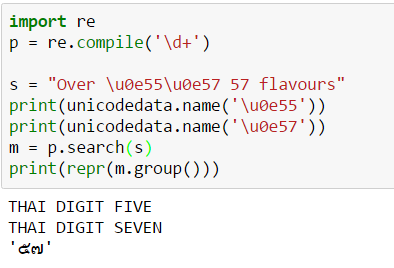 import re
p = re.compile('\d+')
s = "Over \u0e55\u0e57 57 flavours"
print(unicodedata.name('\u0e55'))
print(unicodedata.name('\u0e57'))
m = p.search(s)
print(repr(m.group()))
THAI DIGIT FIVE
THAI DIGIT SEVEN
'๕๗'